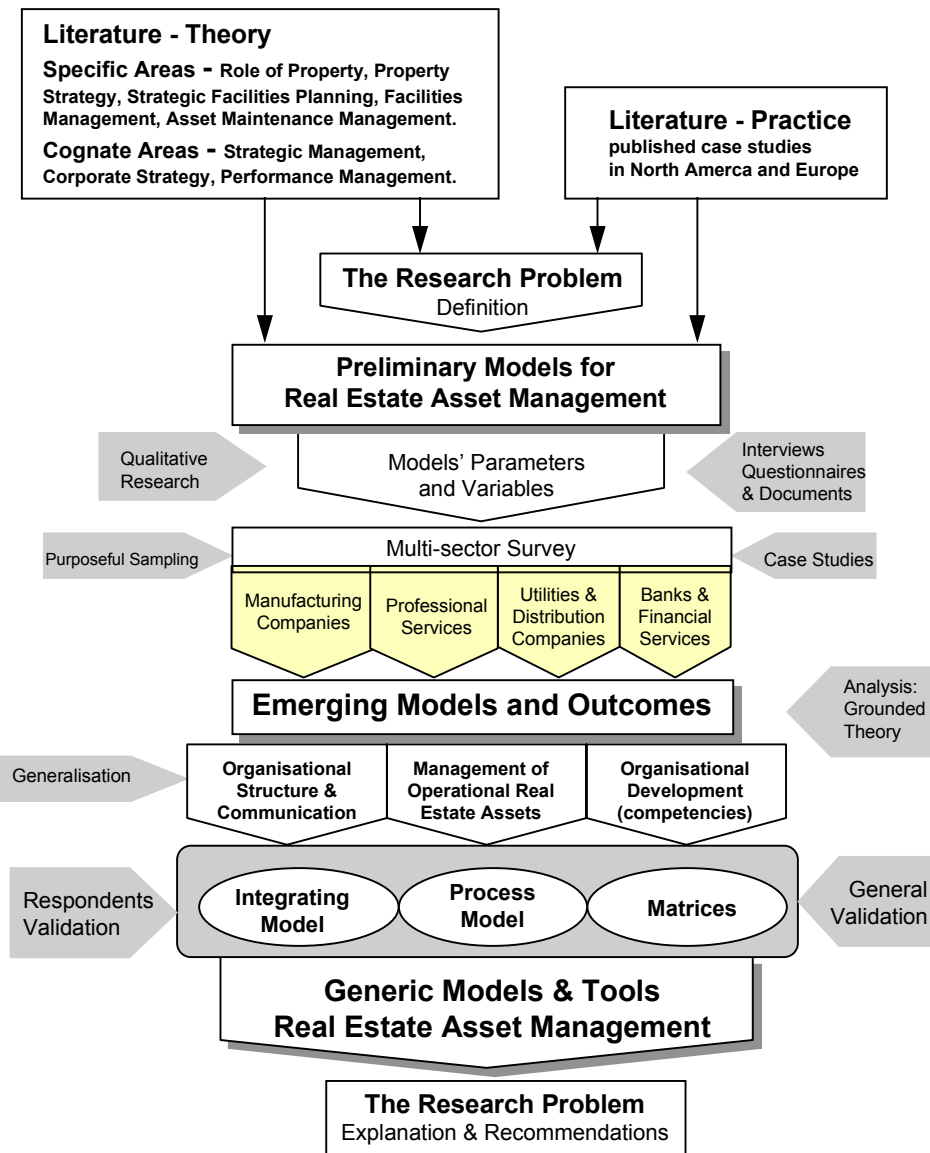 Literature - Theory
Specific Areas - Role of Property, Property
Strategy, Strategic Facilities Planning, Facilities
Management, Asset Maintenance Management.
Cognate Areas - Strategic Management,
Corporate Strategy, Performance Management.
Literature - Practice
published case studies
in North Amerca and Europe
The Research Problem
Definition
Preliminary Models for
Real Estate Asset Management
Qualitative
Research
Models' Parameters
and Variables
Interviews
Questionnaires
& Documents
Purposeful Sampling
Multi-sector Survey
Case Studies
Manufacturing
Companies
Professional
Services
Utilities &
Distribution
Companies
Banks &
Financial
Services
Emerging Models and Outcomes
Analysis:
Grounded
Theory
Generalisation
Organisational
Structure &
Communication
Management of
Operational Real
Estate Assets
Organisational
Development
(competencies)
Respondents
Validation
Integrating
Model
Process
Model
Matrices
General
Validation
Generic Models & Tools
Real Estate Asset Management
The Research Problem
Explanation & Recommendations